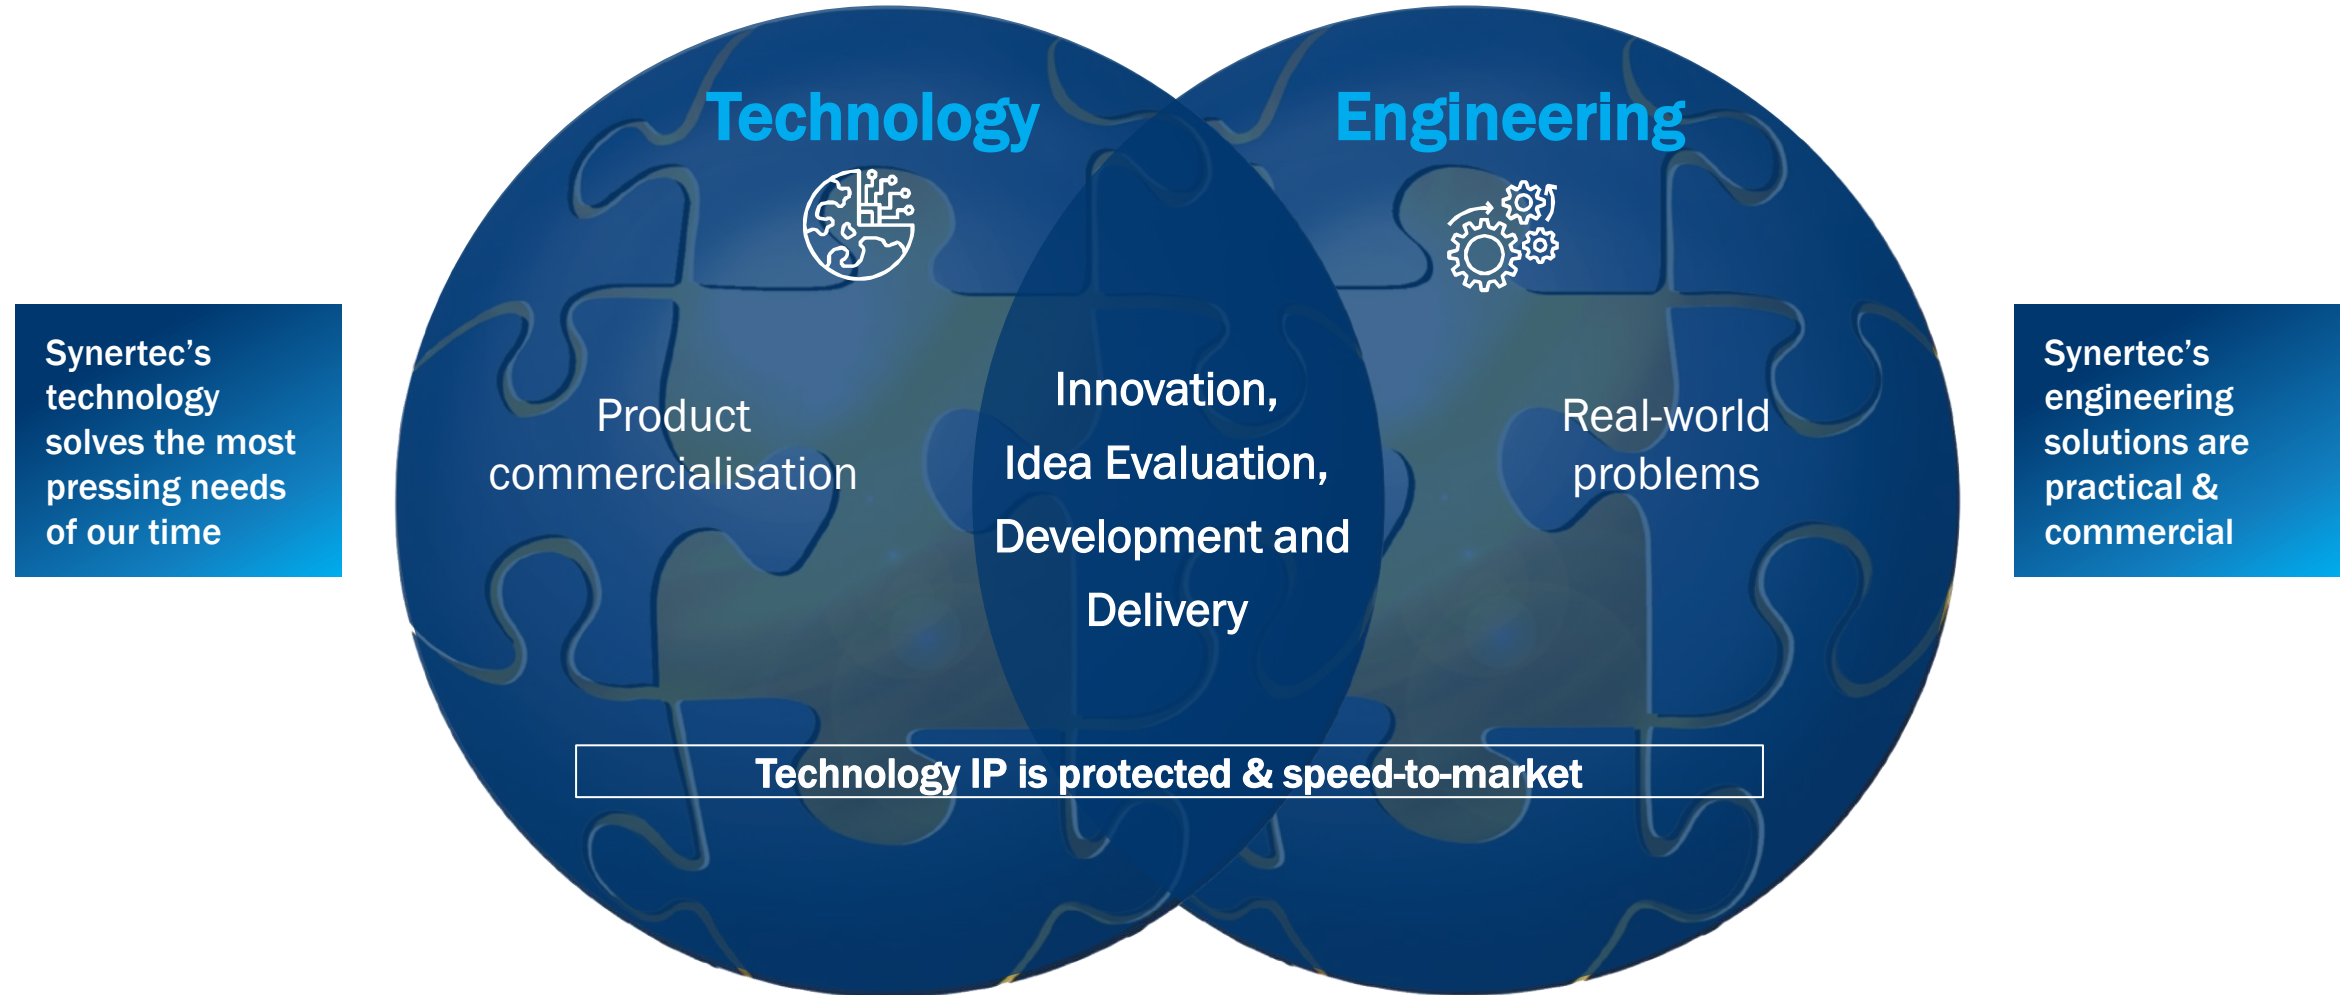 Technology
Engineering
Synertec’s
technology
solves the most
pressing needs
of our time
Product
commercialisation
Innovation,
Idea Evaluation,
Development and
Delivery
Real-world
problems
Synertec’s
engineering
solutions are
practical &
commercial
Technology IP is protected & speed-to-market